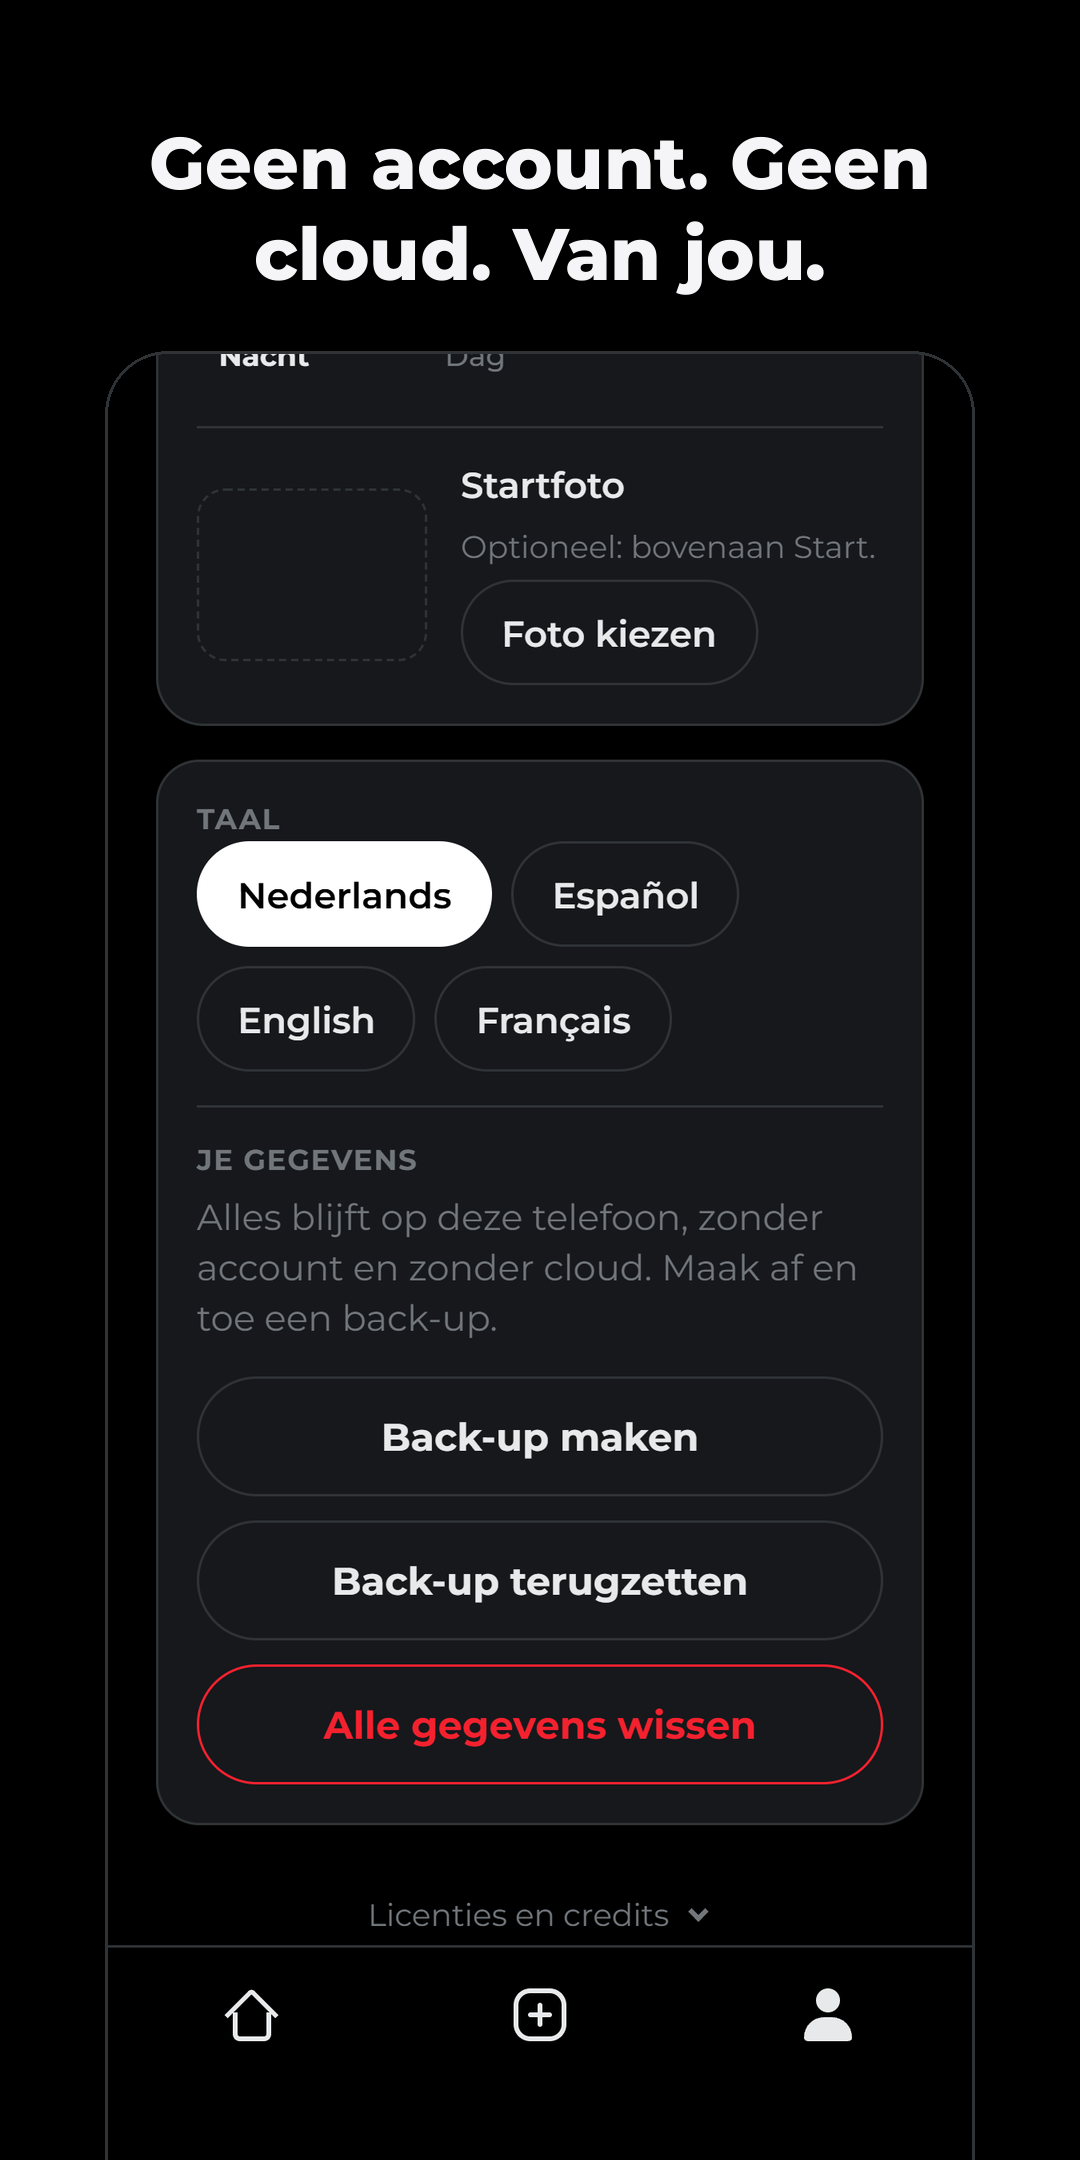 Geen account. Geen
cloud. Van jou.
Nacht
Dag
Startfoto
Optioneel: bovenaan Start.
Foto kiezen
TAAL
Nederlands
Español
English
Français
JE GEGEVENS
Alles blijft op deze telefoon, zonder
account en zonder cloud. Maak af en
toe een back-up.
Back-up maken
Back-up terugzetten
Alle gegevens wissen
Licenties en credits